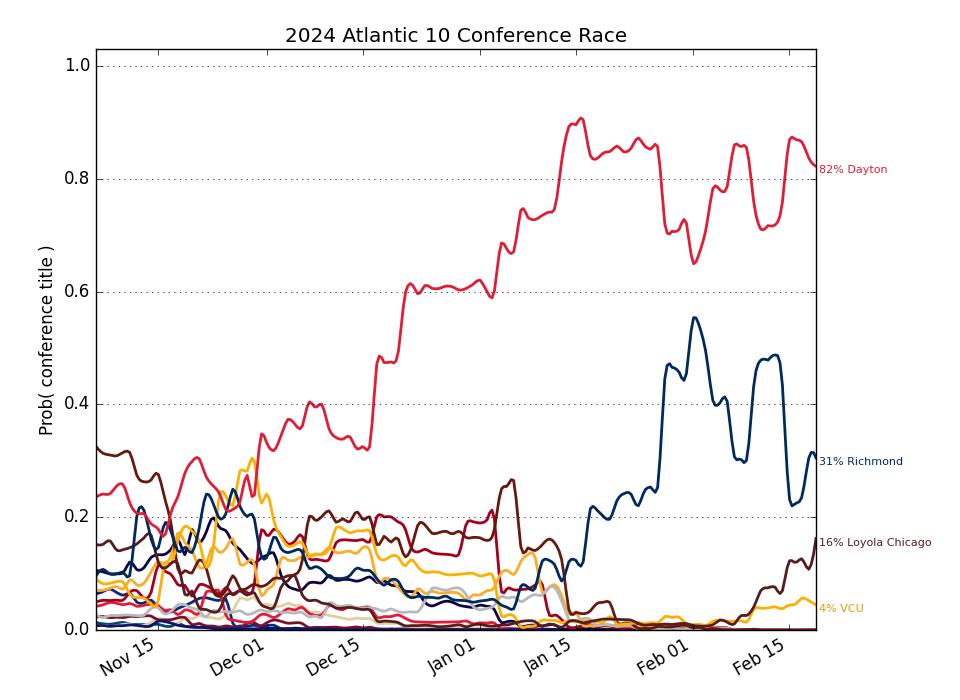 2024 Atlantic 10 Conference Race
Prob( conference title )
1.0
0.8
0.6
0.4
0.2
0.0
82% Dayton
31% Richmond
16% Loyola Chicago
4% VCU
Nov 15
Dec 01
Dec 15
Jan 01
Jan 15
Feb 01
Feb 15